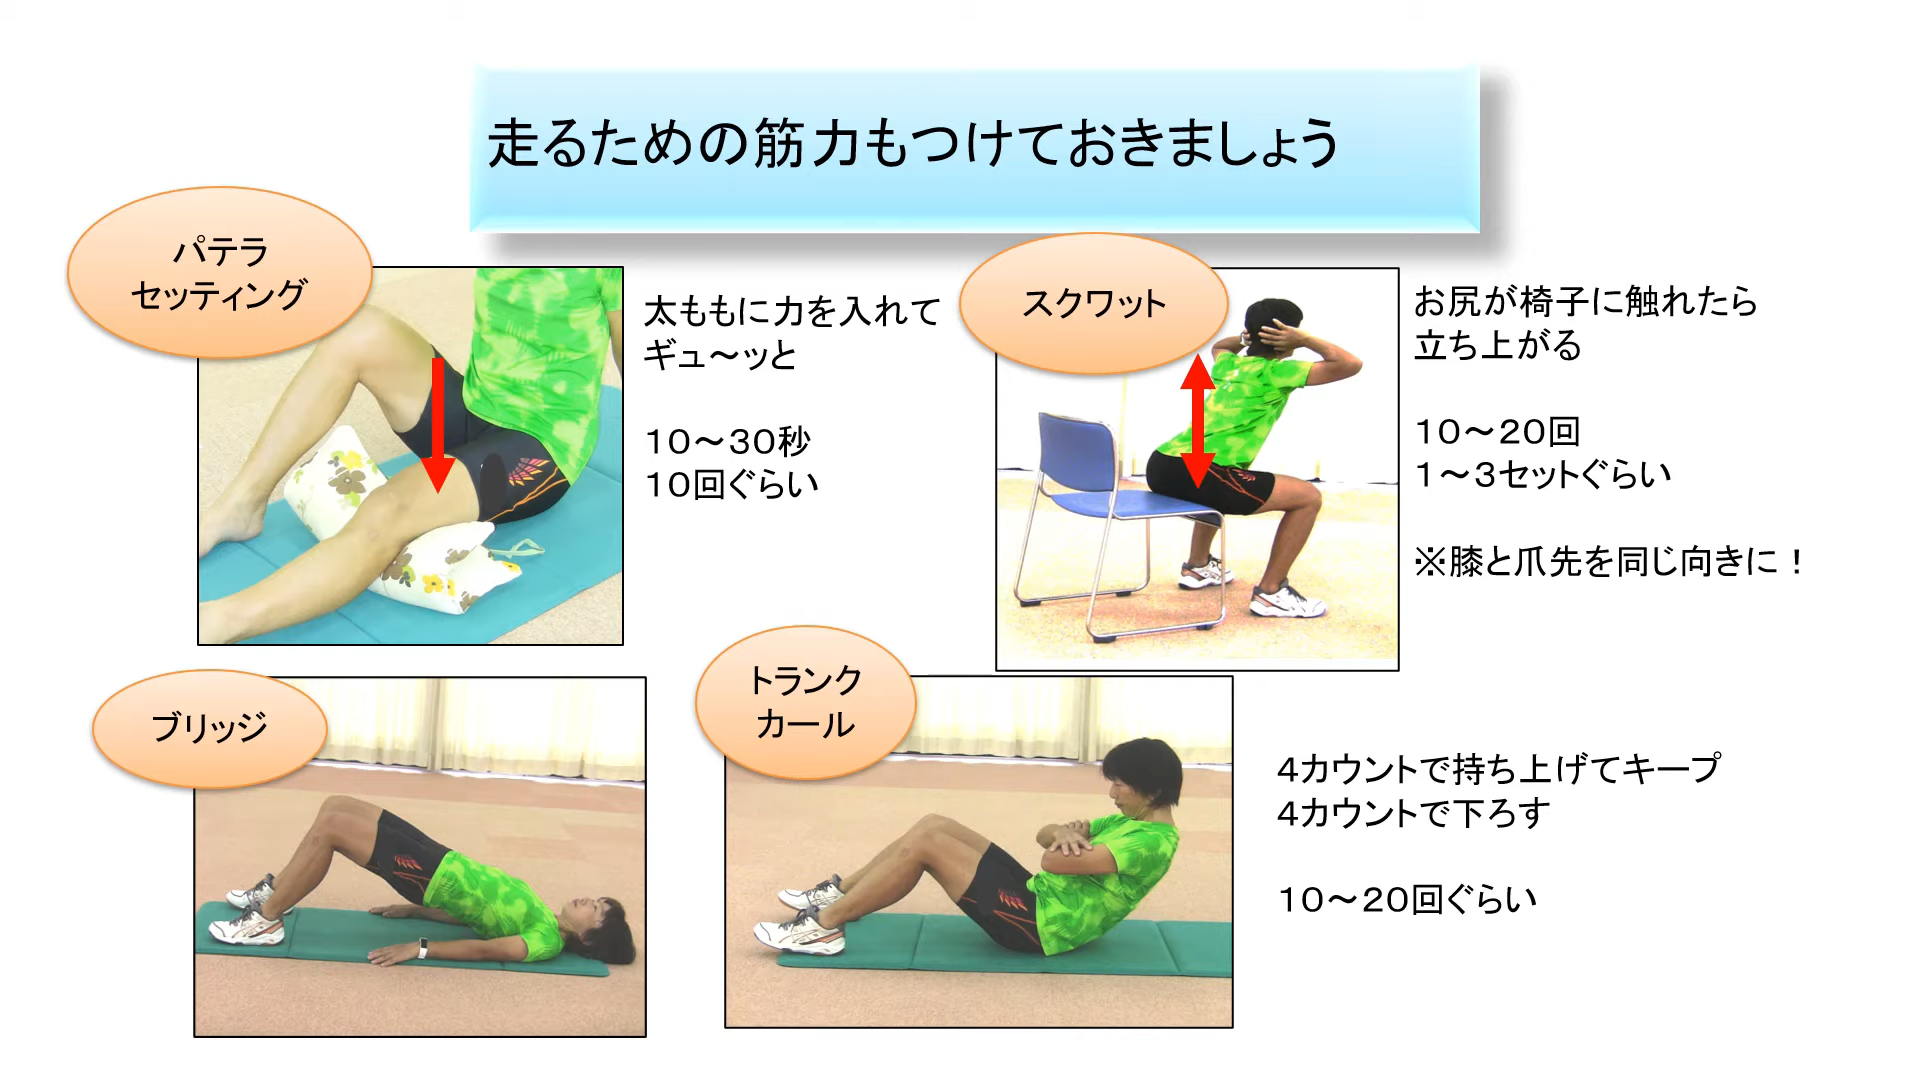 走るための筋力もつけておきましょう
パテラ
セッティング
太ももに力を入れて
ギュ～ッと
１０～３０秒
１０回ぐらい
スクワット
お尻が椅子に触れたら
立ち上がる
１０～２０回
１～３セットぐらい
※膝と爪先を同じ向きに！
ブリッジ
トランク
カール
４カウントで持ち上げてキープ
４カウントで下ろす
１０～２０回ぐらい